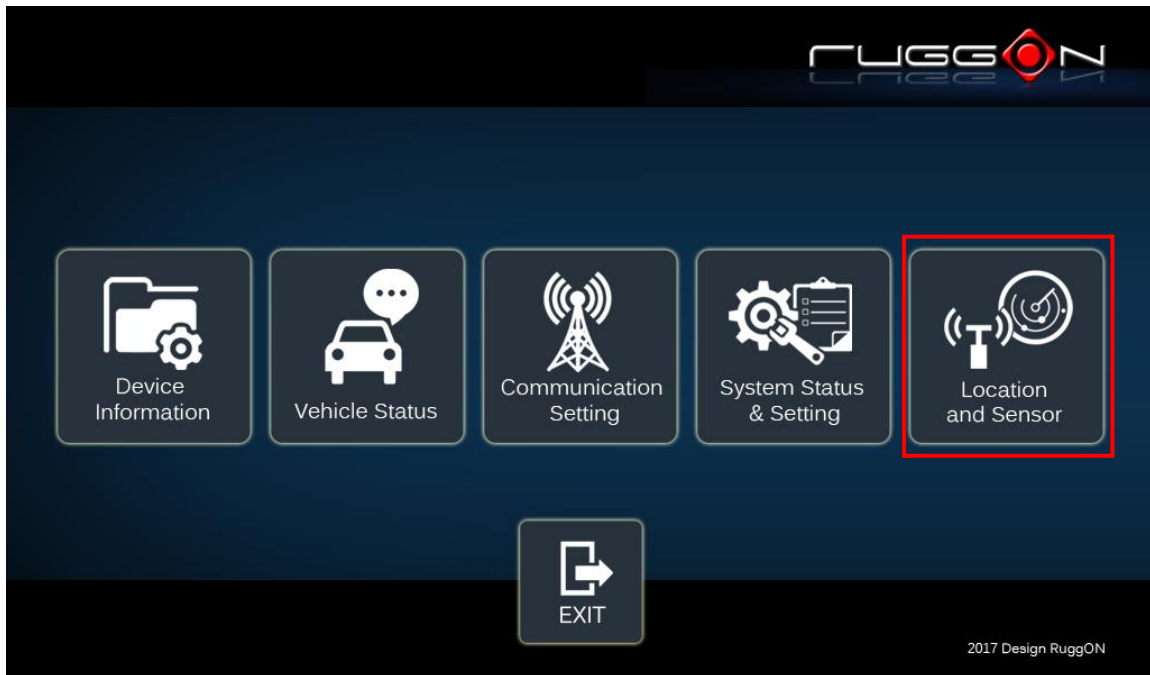 RUGGON
Device
Information
Vehicle Status
Communication
Setting
System Status
& Setting
Location
and Sensor
EXIT
2017 Design RuggON